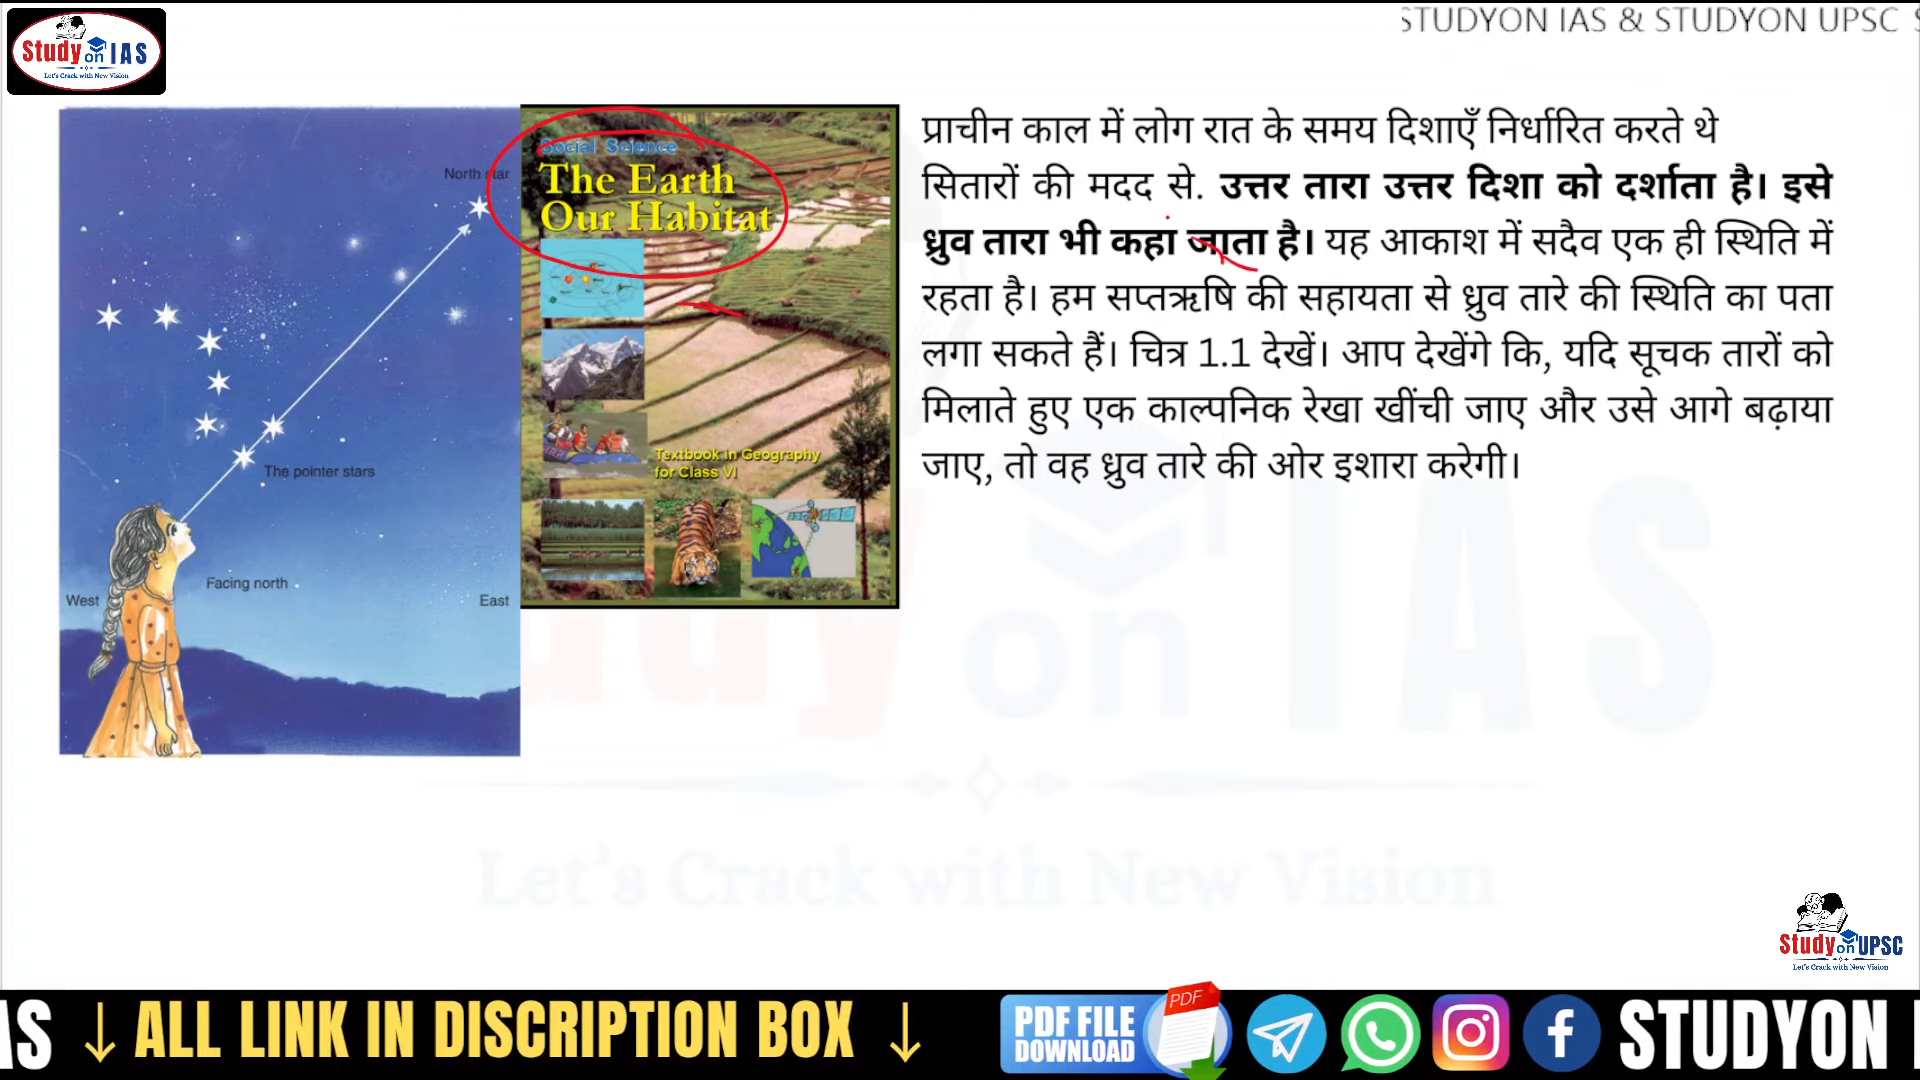 STUDYON IAS & STUDYON UPSC
Study on IAS
Let's Crack with New Vision
North star
The pointer stars
Facing north
West
East
Social Science
The Earth
Our Habitat
Textbook in Geography
for Class VI
प्राचीन काल में लोग रात के समय दिशाएँ निर्धारित करते थे
सितारों की मदद से. उत्तर तारा उत्तर दिशा को दर्शाता है। इसे
ध्रुव तारा भी कहा जाता है। यह आकाश में सदैव एक ही स्थिति में
रहता है। हम सप्तऋषि की सहायता से ध्रुव तारे की स्थिति का पता
लगा सकते हैं। चित्र 1.1 देखें। आप देखेंगे कि, यदि सूचक तारों को
मिलाते हुए एक काल्पनिक रेखा खींची जाए और उसे आगे बढ़ाया
जाए, तो वह ध्रुव तारे की ओर इशारा करेगी।
Study on IAS
Let's Crack with New Vision
Study on UPSC
Let's Crack with New Vision
AS ↓ ALL LINK IN DISCRIPTION BOX ↓
PDF FILE
DOWNLOAD
PDF
STUDYON